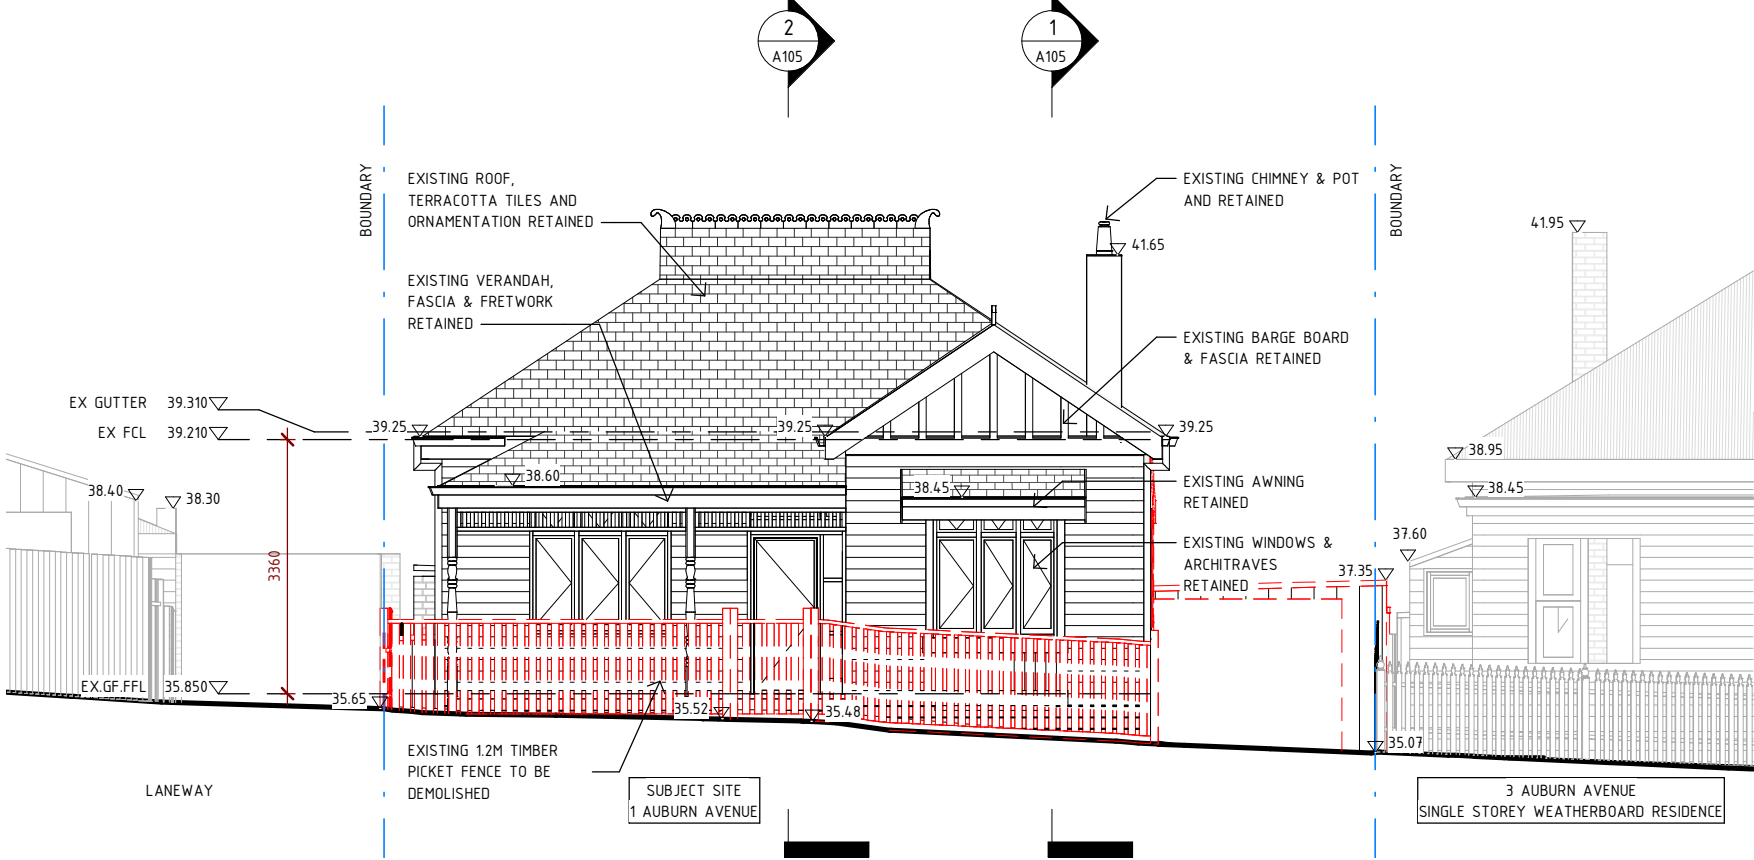 2
A105
1
A105
BOUNDARY
BOUNDARY
EXISTING ROOF,
TERRACOTTA TILES AND
ORNAMENTATION RETAINED
EXISTING CHIMNEY & POT
AND RETAINED
41.65
41.95
EXISTING VERANDAH,
FASCIA & FRETWORK
RETAINED
EXISTING BARGE BOARD
& FASCIA RETAINED
EX GUTTER 39.310
EX FCL 39.210
39.25
39.25
39.25
38.95
38.60
38.45
38.45
38.40
38.30
EXISTING AWNING
RETAINED
EXISTING WINDOWS &
ARCHITRAVES
RETAINED
37.60
37.35
3360
EX.GF.FFL 35.850
35.65
35.52
35.48
35.07
EXISTING 1.2M TIMBER
PICKET FENCE TO BE
DEMOLISHED
LANEWAY
SUBJECT SITE
1 AUBURN AVENUE
3 AUBURN AVENUE
SINGLE STOREY WEATHERBOARD RESIDENCE